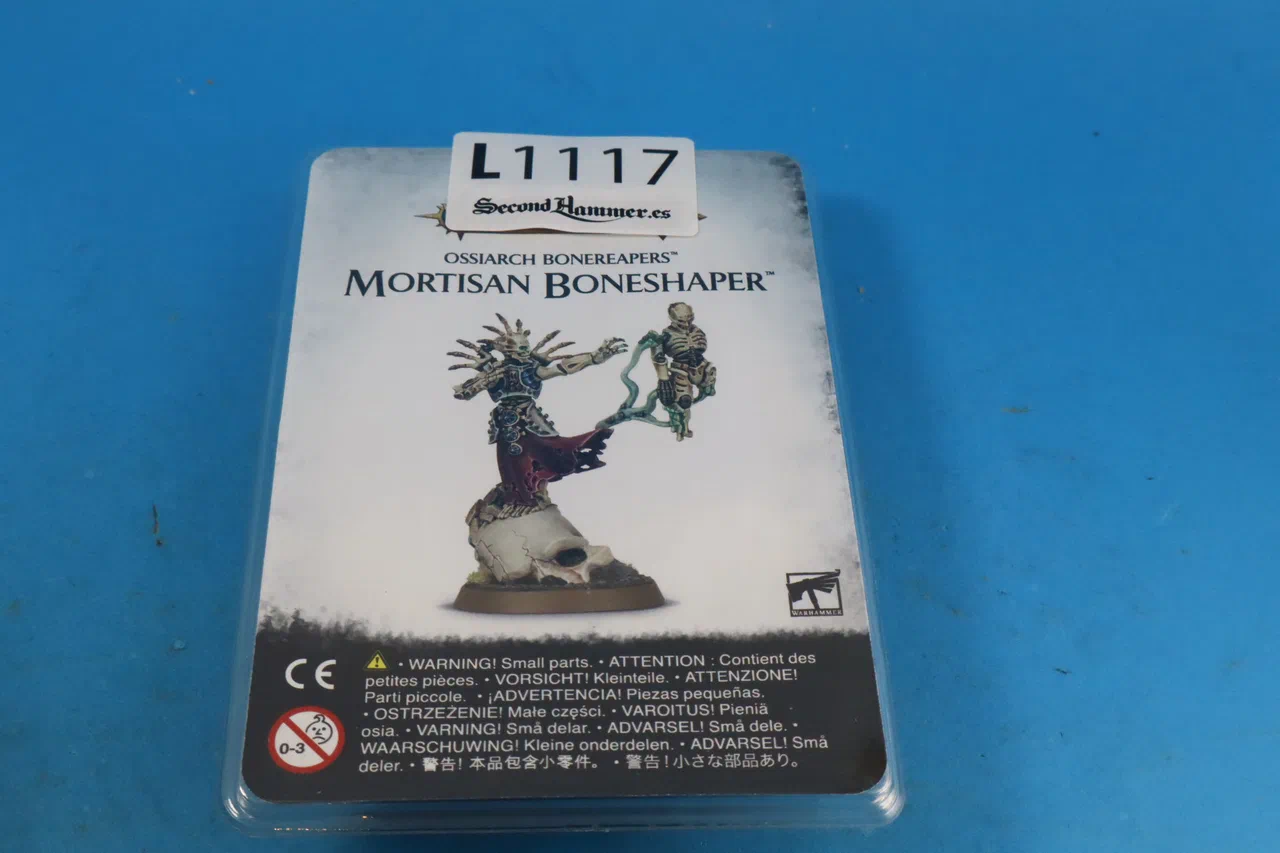 L1117
Second Hammer.es
OSSIARCH BONEREAPERS™
MORTISAN BONESHAPER™
WARHAMMER
CE
• WARNING! Small parts. • ATTENTION : Contient des
petites pièces. • VORSICHT! Kleinteile. • ATTENZIONE!
Parti piccole. • ¡ADVERTENCIA! Piezas pequeñas.
• OSTRZEŻENIE! Małe części. • VAROITUS! Pieniä
osia. • VARNING! Små delar. • ADVARSEL! Små dele. •
WAARSCHUWING! Kleine onderdelen. • ADVARSEL! Små
deler. • 警告! 本品包含小零件。 • 警告! 小さな部品あり。
0-3